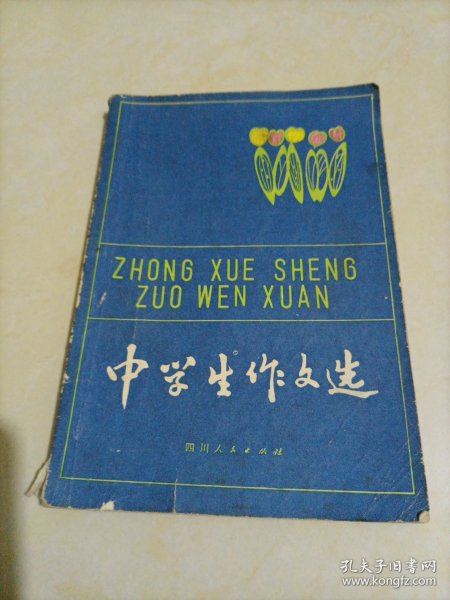 ZHONG XUE SHENG
ZUO WEN XUAN
中学生作文选
四川人民出版社
孔夫子旧书网
www.kongfz.com